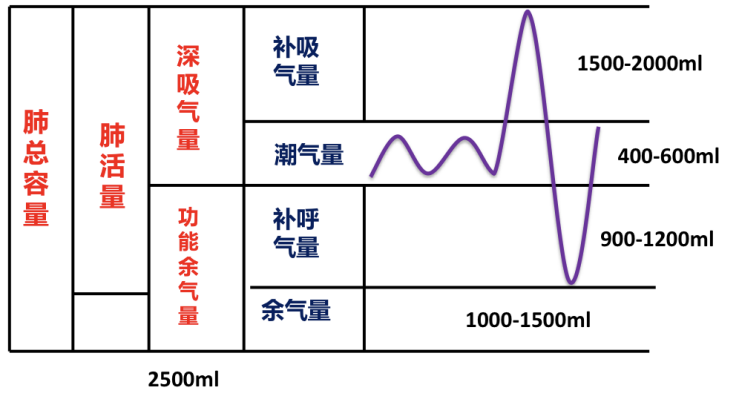 肺总容量
肺活量
深吸气量
功能余气量
补吸
气量
潮气量
补呼
气量
余气量
1500-2000ml
400-600ml
900-1200ml
1000-1500ml
2500ml